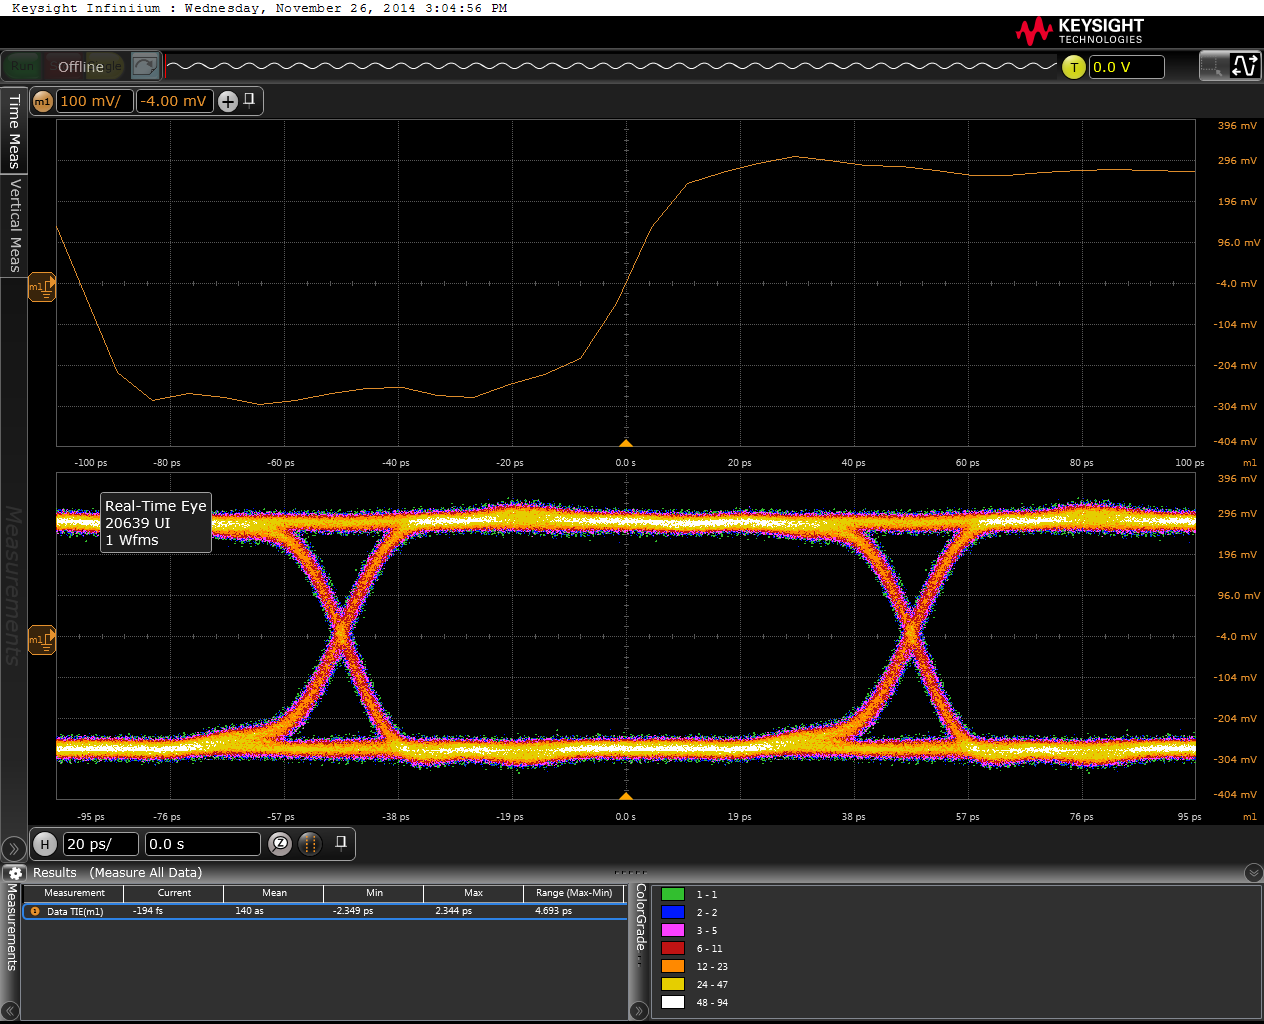 Keysight Infiniium : Wednesday, November 26, 2014 3:04:56 PM
KEYSIGHT
TECHNOLOGIES
Run Offline
T 0.0 V
m1 100 mV/ -4.00 mV
Time Meas
Vertical Meas
Measurements
396 mV
296 mV
196 mV
96.0 mV
-4.0 mV
-104 mV
-204 mV
-304 mV
-404 mV
m1
-100 ps -80 ps -60 ps -40 ps -20 ps 0.0 s 20 ps 40 ps 60 ps 80 ps 100 ps m1
Real-Time Eye
20639 UI
1 Wfms
396 mV
296 mV
196 mV
96.0 mV
-4.0 mV
-104 mV
-204 mV
-304 mV
-404 mV
m1
-95 ps -76 ps -57 ps -38 ps -19 ps 0.0 s 19 ps 38 ps 57 ps 76 ps 95 ps m1
H 20 ps/ 0.0 s
Results (Measure All Data)
Measurements
Measurement Current Mean Min Max Range (Max-Min)
Data TIE(m1) -194 fs 140 as -2.349 ps 2.344 ps 4.693 ps
ColorGrade...
1 - 1
2 - 2
3 - 5
6 - 11
12 - 23
24 - 47
48 - 94